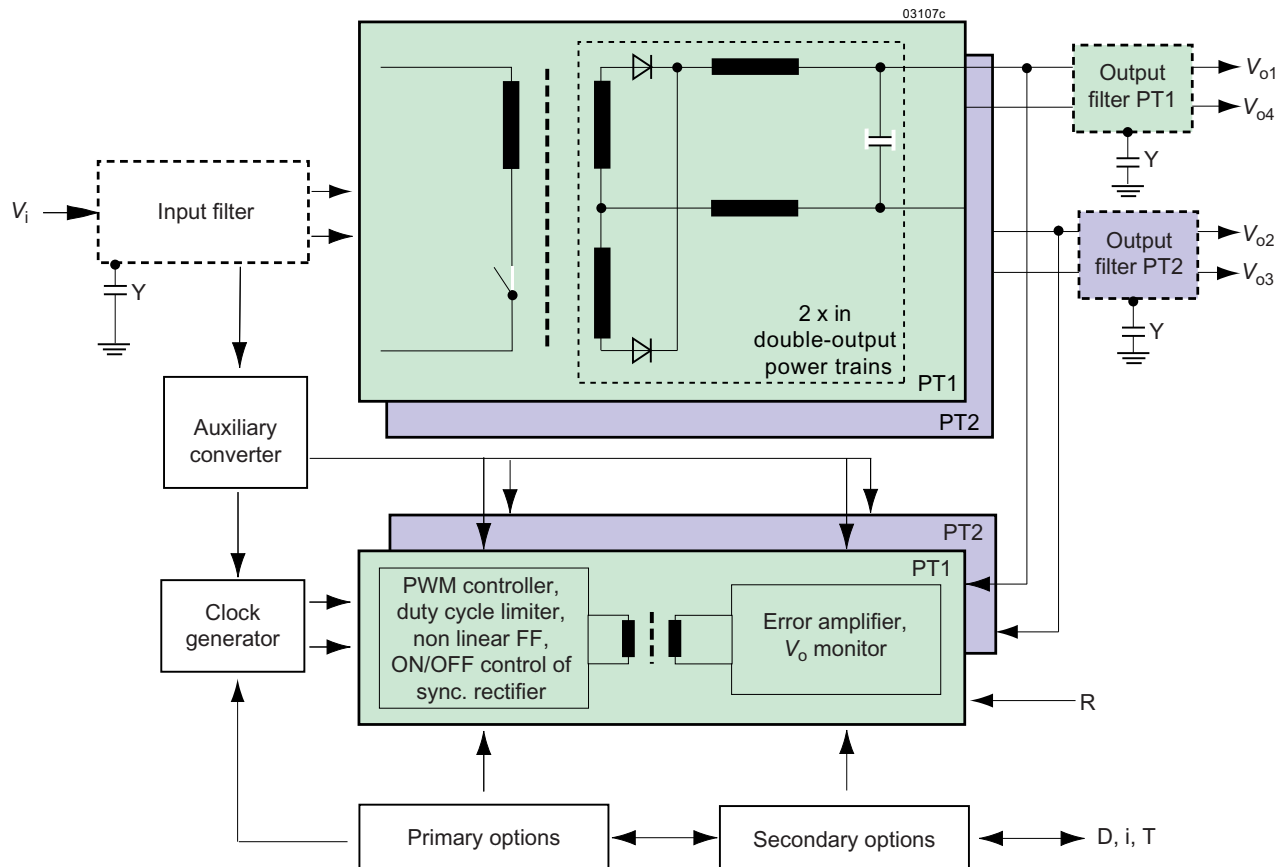 03107c
Output
filter PT1
Vo1
Vo4
Y
Vi
Input filter
Y
Output
filter PT2
Vo2
Vo3
Y
2 x in
double-output
power trains
PT1
PT2
Auxiliary
converter
PT2
PT1
Clock
generator
PWM controller,
duty cycle limiter,
non linear FF,
ON/OFF control of
sync. rectifier
Error amplifier,
Vo monitor
R
Primary options
Secondary options
D, i, T